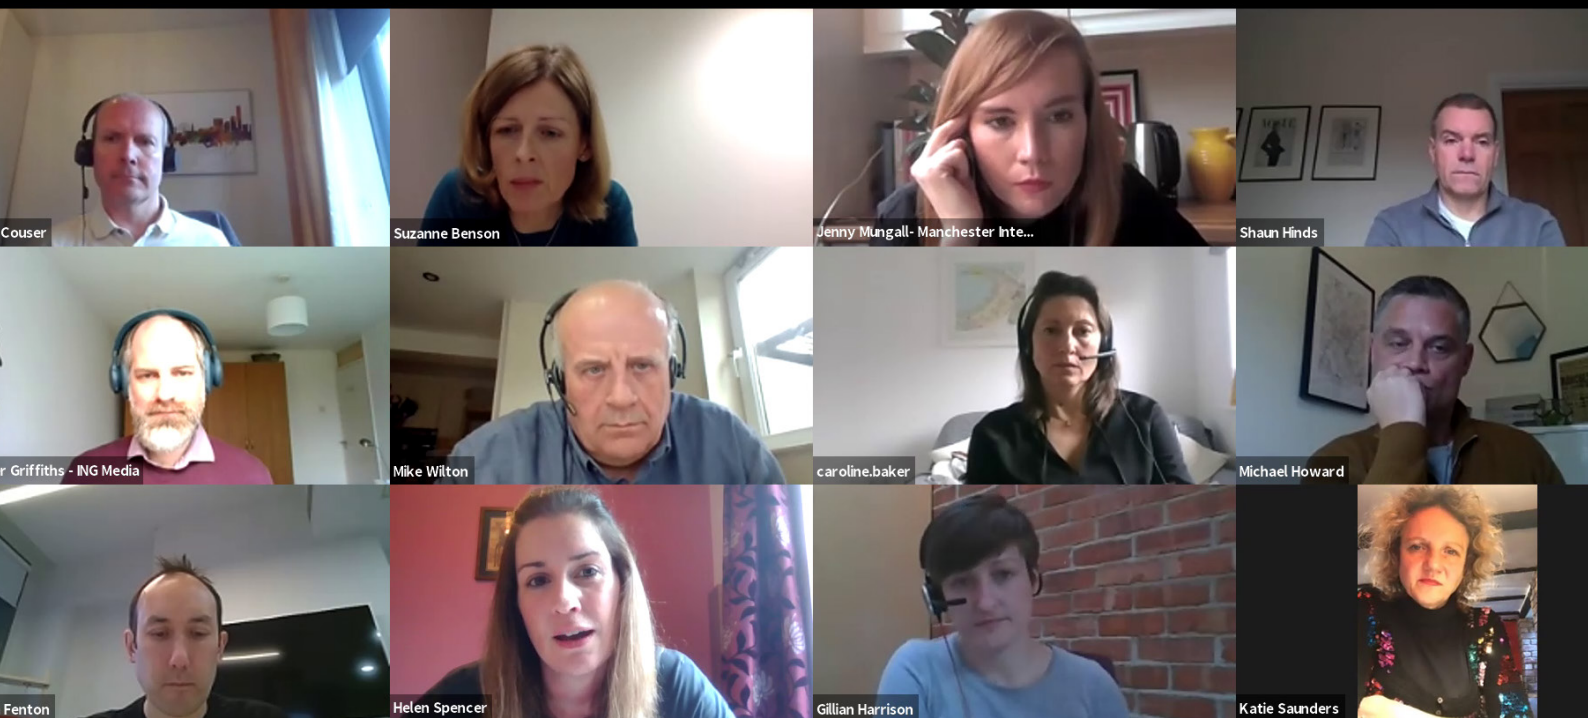 Couser
Suzanne Benson
Jenny Mungall- Manchester Inte...
Shaun Hinds
r Griffiths - ING Media
Mike Wilton
caroline.baker
Michael Howard
Fenton
Helen Spencer
Gillian Harrison
Katie Saunders